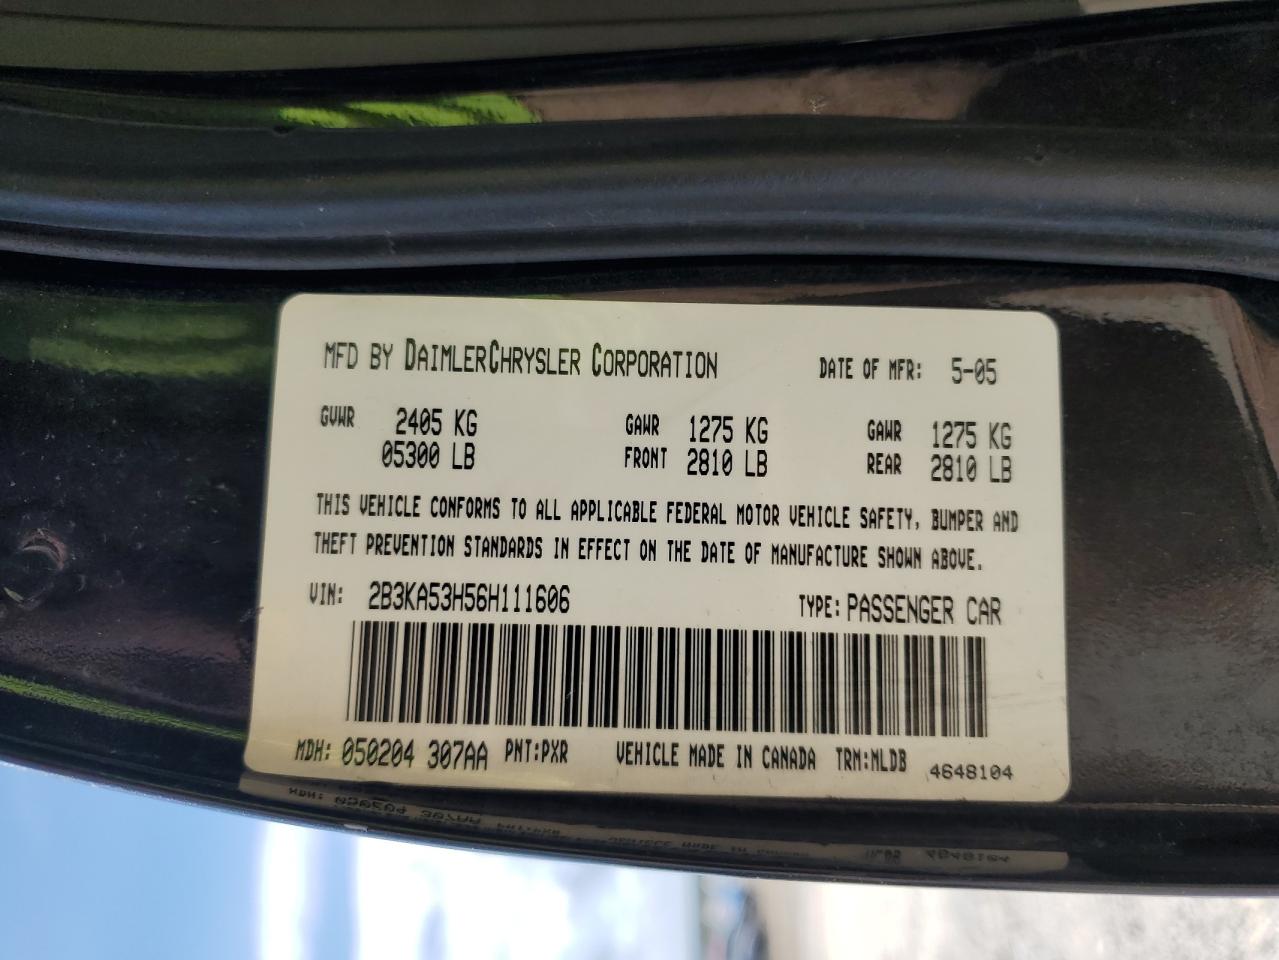 MFD BY DAIMLERCHRYSLER CORPORATION DATE OF MFR: 5-05
GVWR 2405 KG GAWR 1275 KG GAWR 1275 KG
05300 LB FRONT 2810 LB REAR 2810 LB
THIS VEHICLE CONFORMS TO ALL APPLICABLE FEDERAL MOTOR VEHICLE SAFETY, BUMPER AND
THEFT PREVENTION STANDARDS IN EFFECT ON THE DATE OF MANUFACTURE SHOWN ABOVE.
VIN: 2B3KA53H56H111606 TYPE: PASSENGER CAR
MDH: 050204 307AA PNT:PXR VEHICLE MADE IN CANADA TRM:MLDB 4648104